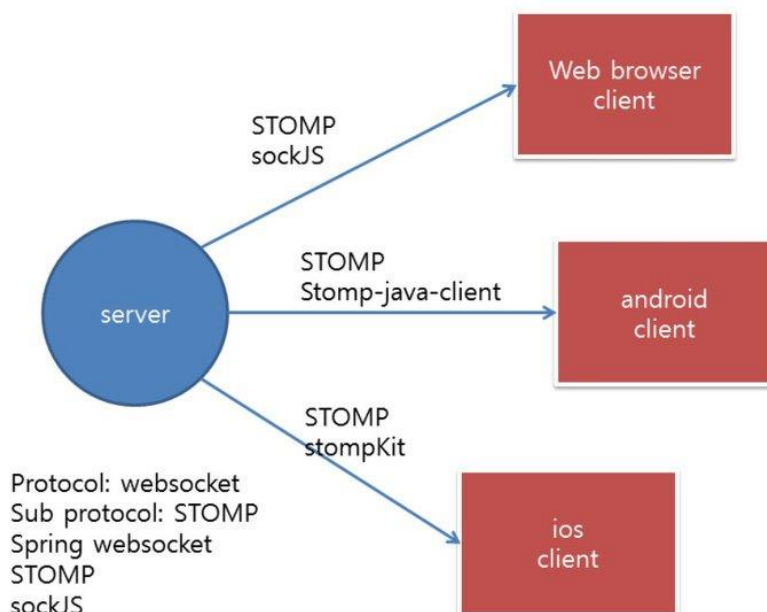 Web browser
client
STOMP
sockJS
STOMP
Stomp-java-client
android
client
server
STOMP
stompKit
Protocol: websocket
Sub protocol: STOMP
Spring websocket
STOMP
sockJS
ios
client